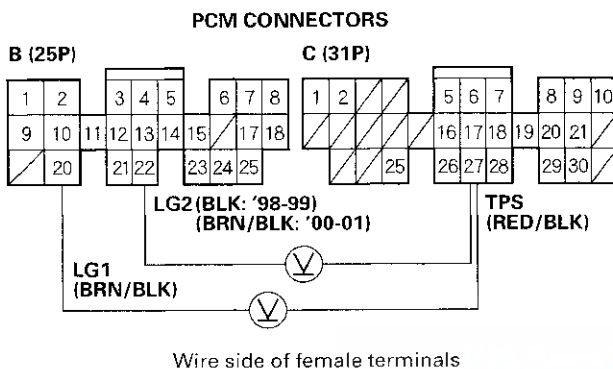 PCM CONNECTORS
B (25P)
C (31P)
1 2 3 4 5 6 7 8
9 10 11 12 13 14 15 17 18
20 21 22 23 24 25
1 2 5 6 7 8 9 10
16 17 18 19 20 21
25 26 27 28 29 30
LG2 (BLK: '98-99)
(BRN/BLK: '00-01)
TPS
(RED/BLK)
LG1
(BRN/BLK)
V
V
Wire side of female terminals